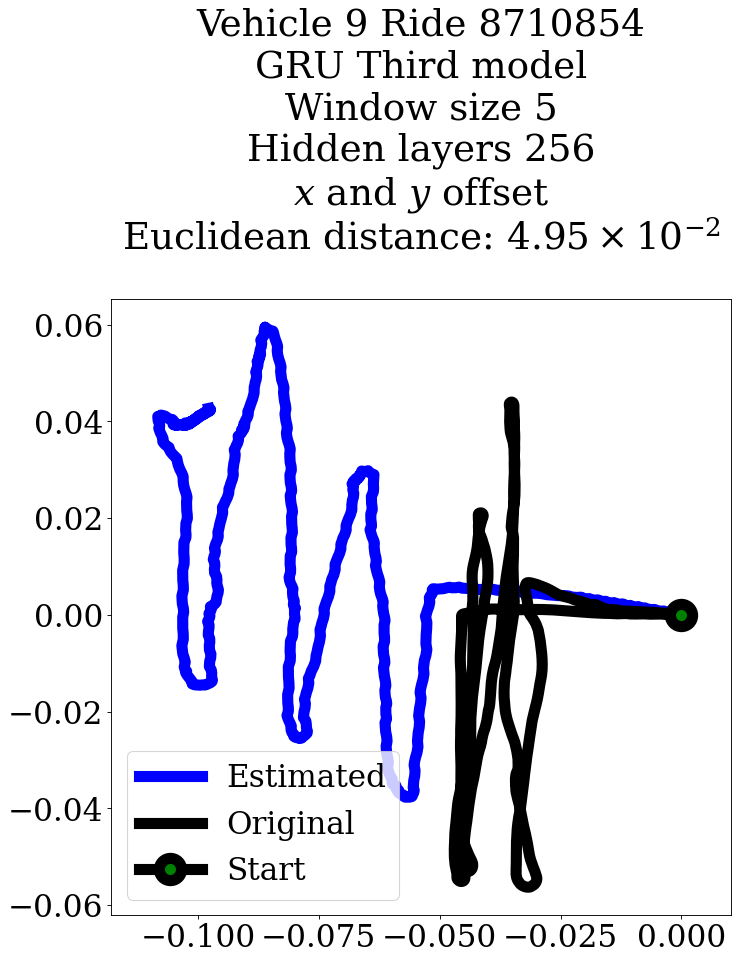 Vehicle 9 Ride 8710854
GRU Third model
Window size 5
Hidden layers 256
x and y offset
Euclidean distance: 4.95 × 10⁻²
0.06
0.04
0.02
0.00
−0.02
−0.04
−0.06
Estimated
Original
Start
−0.100 −0.075 −0.050 −0.025 0.000